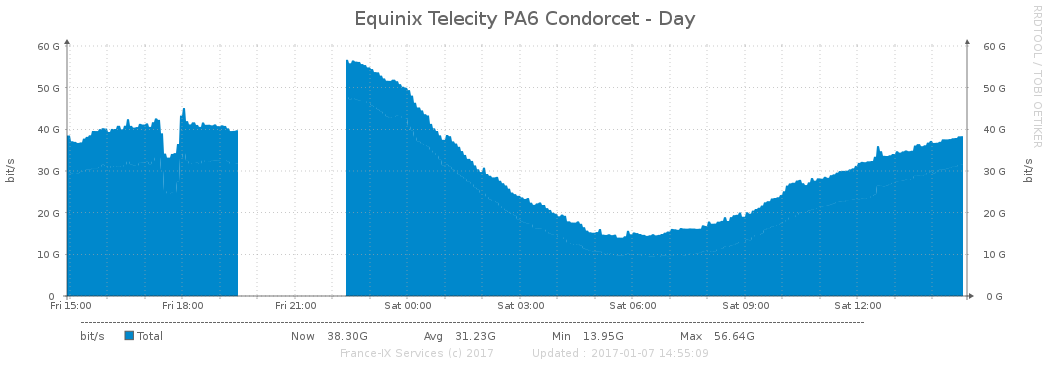 Equinix Telecity PA6 Condorcet - Day
RRDTOOL / TOBI OETIKER
60 G 60 G
50 G 50 G
40 G 40 G
30 G 30 G
20 G 20 G
10 G 10 G
0 0 G
bit/s bit/s
Fri 15:00 Fri 18:00 Fri 21:00 Sat 00:00 Sat 03:00 Sat 06:00 Sat 09:00 Sat 12:00
bit/s Total Now 38.30G Avg 31.23G Min 13.95G Max 56.64G
France-IX Services (c) 2017 Updated : 2017-01-07 14:55:09